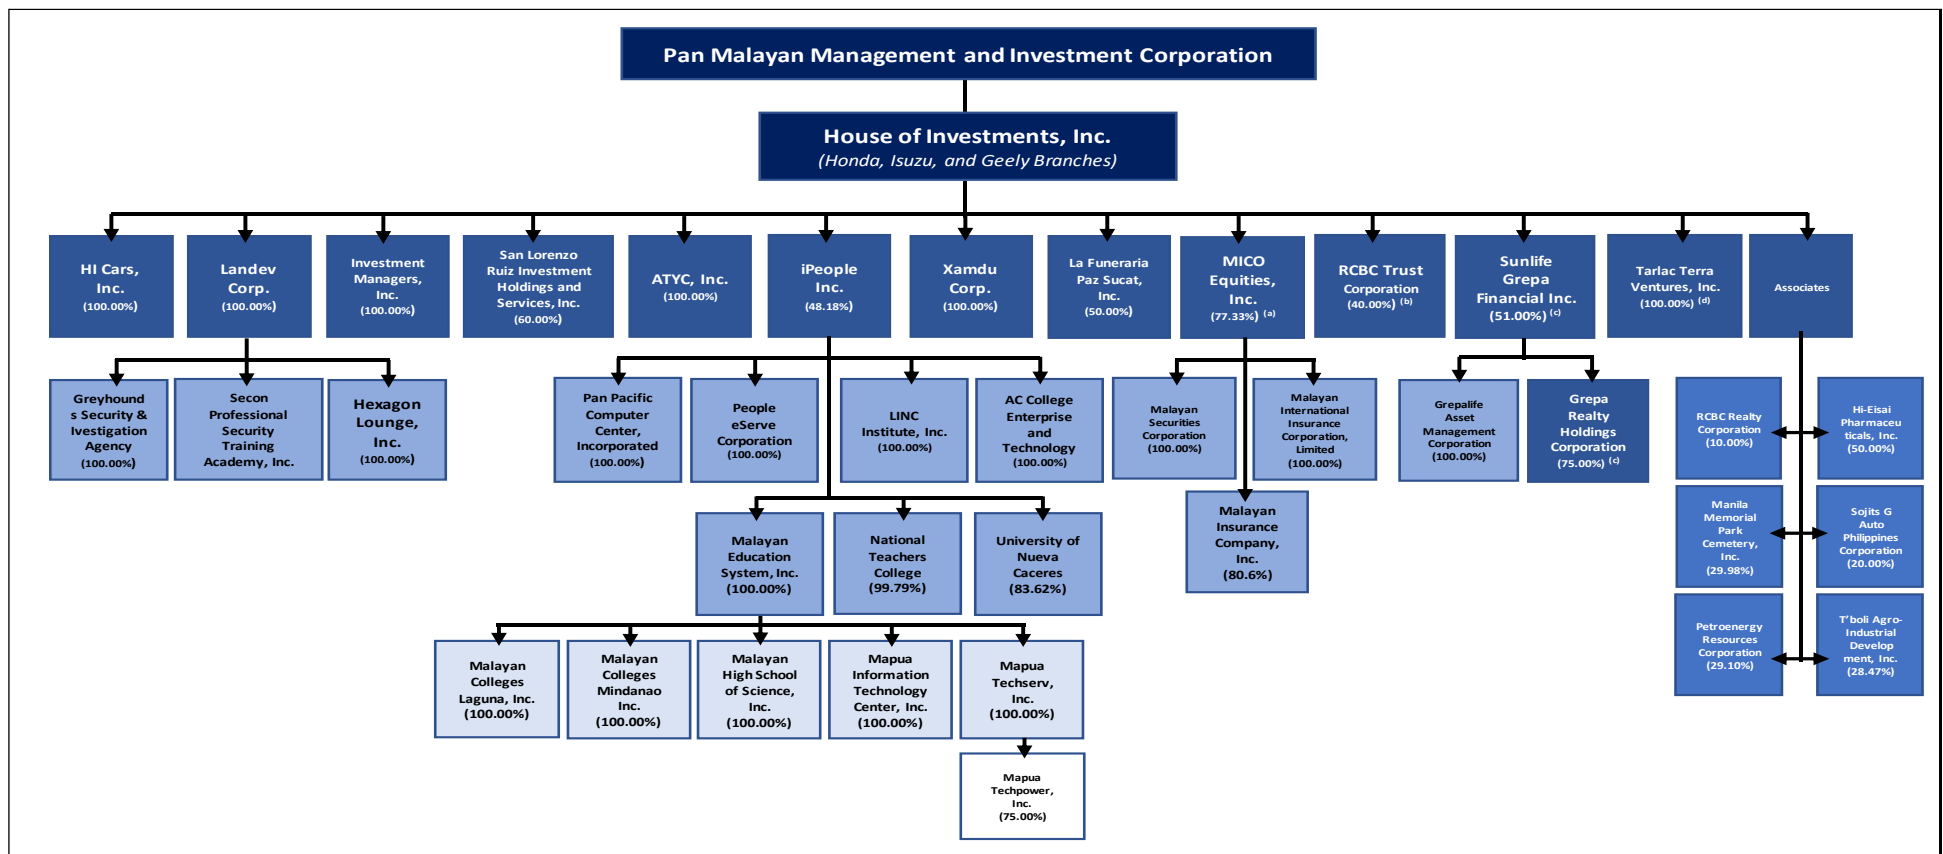 Pan Malayan Management and Investment Corporation
House of Investments, Inc.
(Honda, Isuzu, and Geely Branches)
HI Cars,
Inc.
(100.00%)
Landev
Corp.
(100.00%)
Investment
Managers,
Inc.
(100.00%)
San Lorenzo
Ruiz Investment
Holdings and
Services, Inc.
(60.00%)
ATYC, Inc.
(100.00%)
iPeople
Inc.
(48.18%)
Xamdu
Corp.
(100.00%)
La Funeraria
Paz Sucat,
Inc.
(50.00%)
MICO
Equities,
Inc.
(77.33%) (a)
RCBC Trust
Corporation
(40.00%) (b)
Sunlife
Grepa
Financial Inc.
(51.00%) (c)
Tarlac Terra
Ventures, Inc.
(100.00%) (d)
Associates
Greyhound
s Security &
Ivestigation
Agency
(100.00%)
Secon
Professional
Security
Training
Academy, Inc.
Hexagon
Lounge,
Inc.
(100.00%)
Pan Pacific
Computer
Center,
Incorporated
(100.00%)
People
eServe
Corporation
(100.00%)
LINC
Institute, Inc.
(100.00%)
AC College
Enterprise
and
Technology
(100.00%)
Malayan
Securities
Corporation
(100.00%)
Malayan
International
Insurance
Corporation,
Limited
(100.00%)
Grepalife
Asset
Management
Corporation
(100.00%)
Grepa
Realty
Holdings
Corporation
(75.00%) (c)
RCBC Realty
Corporation
(10.00%)
Hi-Eisai
Pharmaceu
ticals, Inc.
(50.00%)
Malayan
Education
System, Inc.
(100.00%)
National
Teachers
College
(99.79%)
University of
Nueva
Caceres
(83.62%)
Malayan
Insurance
Company,
Inc.
(80.6%)
Manila
Memorial
Park
Cemetery,
Inc.
(29.98%)
Sojits G
Auto
Philippines
Corporation
(20.00%)
Malayan
Colleges
Laguna, Inc.
(100.00%)
Malayan
Colleges
Mindanao
Inc.
(100.00%)
Malayan
High School
of Science,
Inc.
(100.00%)
Mapua
Information
Technology
Center, Inc.
(100.00%)
Mapua
Techserv,
Inc.
(100.00%)
Petroenergy
Resources
Corporation
(29.10%)
T'boli Agro-
Industrial
Develop
ment, Inc.
(28.47%)
Mapua
Techpower,
Inc.
(75.00%)